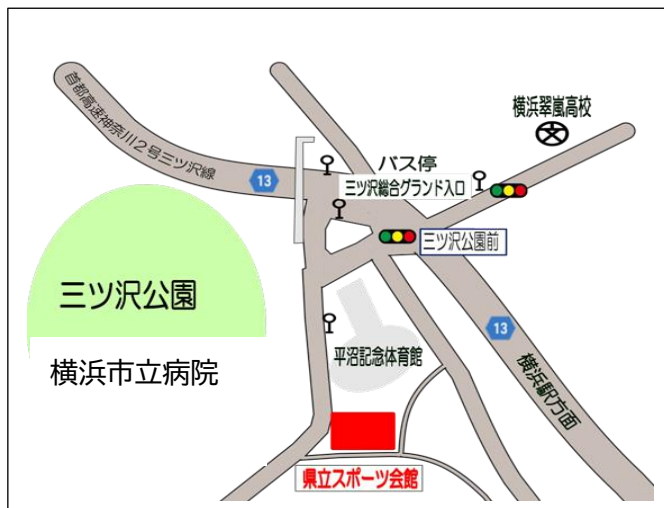 首都高速神奈川2号三ツ沢線
13
横浜翠嵐高校
バス停
三ツ沢総合グランド入口
三ツ沢公園前
三ツ沢公園
横浜市立病院
平沼記念体育館
13
横浜駅方面
県立スポーツ会館